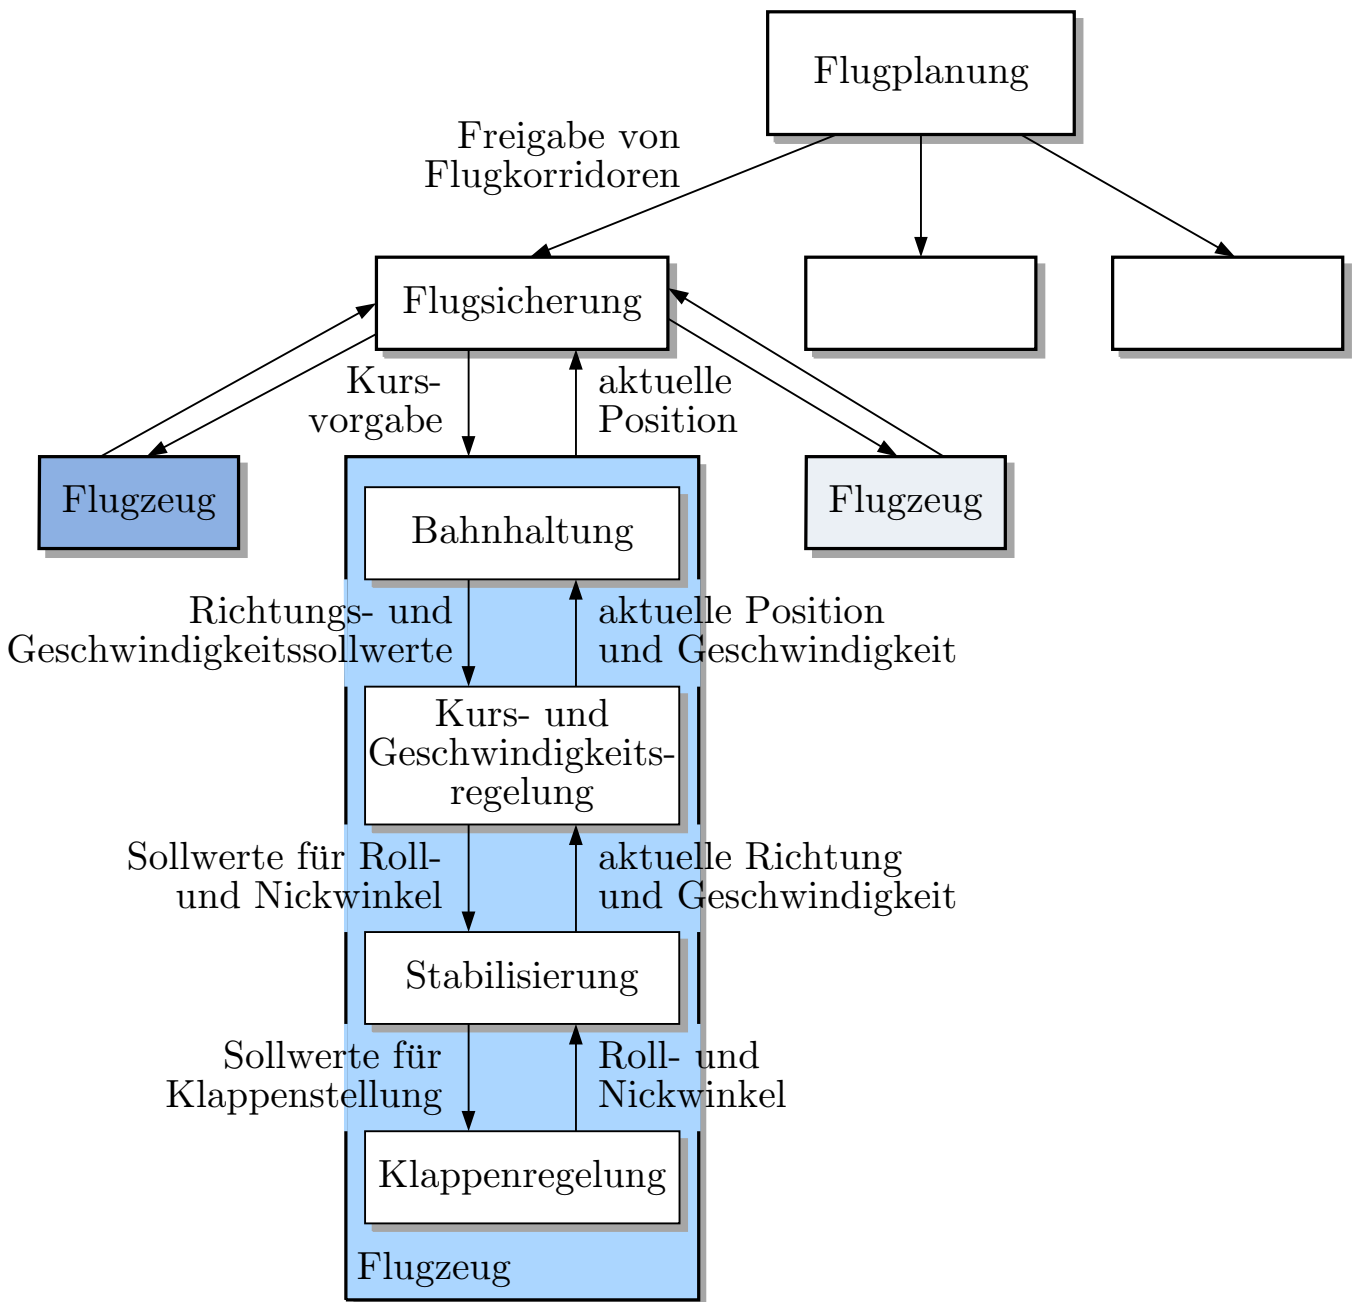 Flugplanung
Freigabe von
Flugkorridoren
Flugsicherung
Kurs-
vorgabe
aktuelle
Position
Flugzeug
Flugzeug
Bahnhaltung
Richtungs- und
Geschwindigkeitssollwerte
aktuelle Position
und Geschwindigkeit
Kurs- und
Geschwindigkeits-
regelung
Sollwerte für Roll-
und Nickwinkel
aktuelle Richtung
und Geschwindigkeit
Stabilisierung
Sollwerte für
Klappenstellung
Roll- und
Nickwinkel
Klappenregelung
Flugzeug